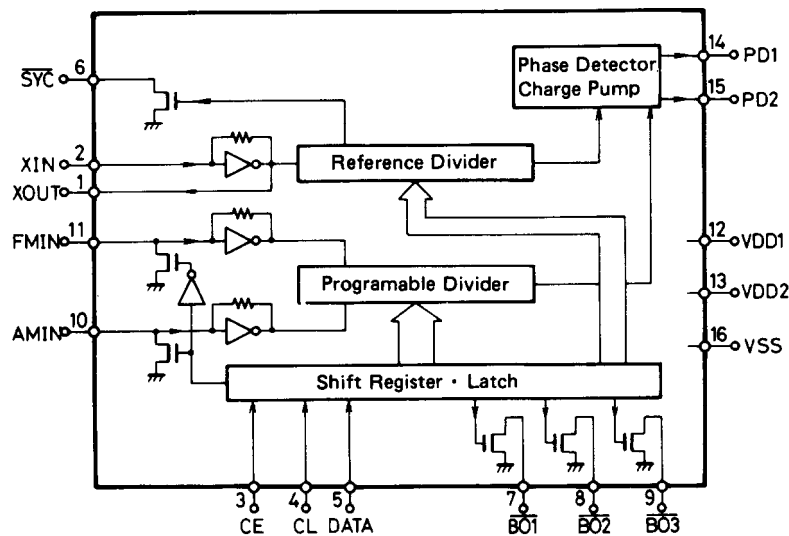 14
PD1
6
SYC
Phase Detector
Charge Pump
15
PD2
XIN
2
Reference Divider
XOUT
1
FMIN
11
12
VDD1
Programable Divider
13
VDD2
AMIN
10
16
VSS
Shift Register · Latch
3
4
5
7
8
9
CE
CL
DATA
BO1
BO2
BO3